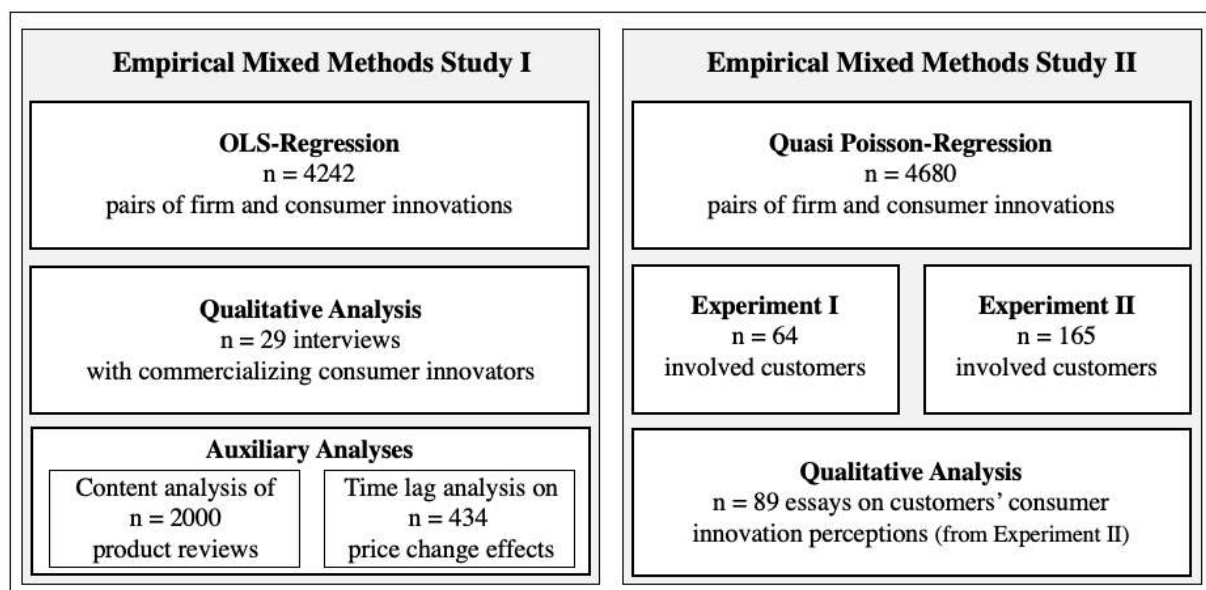 Empirical Mixed Methods Study I
OLS-Regression
n = 4242
pairs of firm and consumer innovations
Qualitative Analysis
n = 29 interviews
with commercializing consumer innovators
Auxiliary Analyses
Content analysis of
n = 2000
product reviews
Time lag analysis on
n = 434
price change effects
Empirical Mixed Methods Study II
Quasi Poisson-Regression
n = 4680
pairs of firm and consumer innovations
Experiment I
n = 64
involved customers
Experiment II
n = 165
involved customers
Qualitative Analysis
n = 89 essays on customers’ consumer
innovation perceptions (from Experiment II)